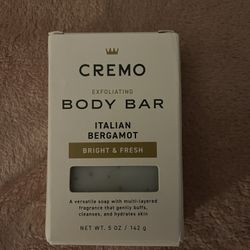 CREMO
EXFOLIATING
BODY BAR
ITALIAN
BERGAMOT
BRIGHT & FRESH
A versatile soap with multi-layered
fragrance that gently buffs,
cleanses, and hydrates skin
NET WT. 5 OZ / 142 g